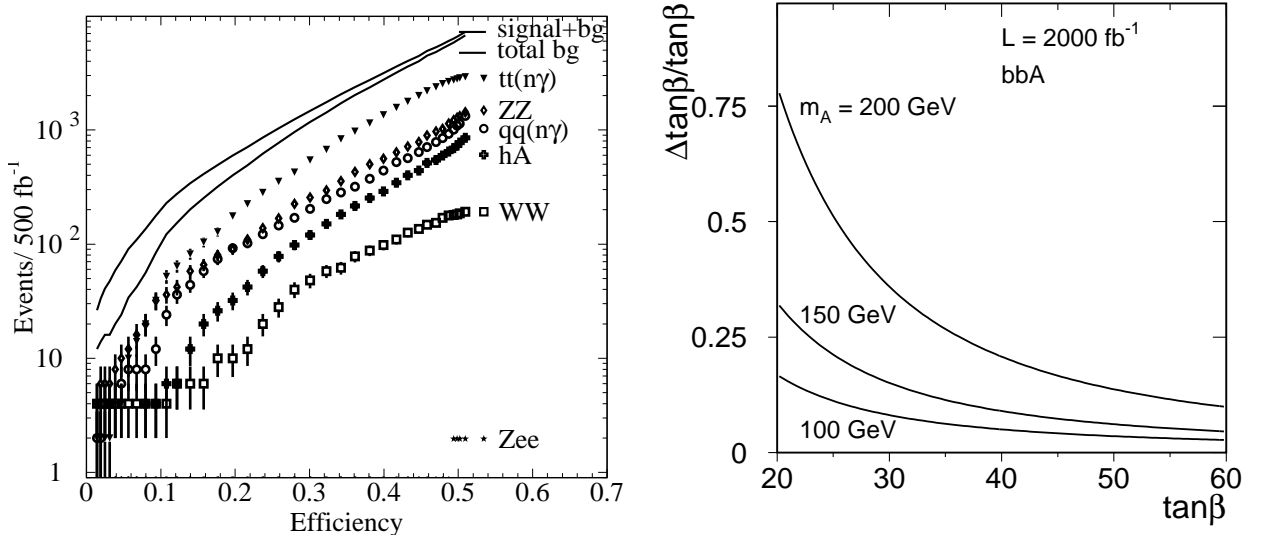 Events/ 500 fb⁻¹
10³
10²
10
1
signal+bg
total bg
tt(nγ)
ZZ
qq(nγ)
hA
WW
Zee
0 0.1 0.2 0.3 0.4 0.5 0.6 0.7
Efficiency
Δtanβ/tanβ
0.75
0.5
0.25
0
L = 2000 fb⁻¹
bbA
m_A = 200 GeV
150 GeV
100 GeV
20 30 40 50 60
tanβ